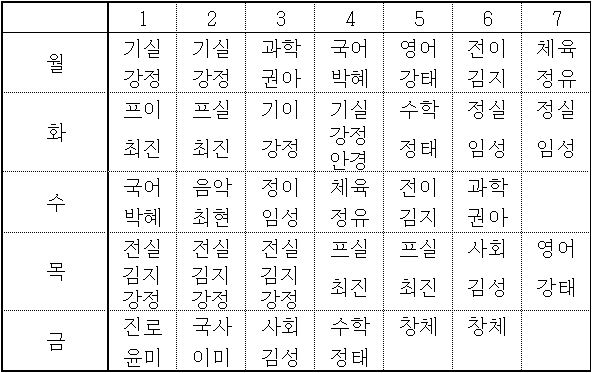 1 2 3 4 5 6 7
월 기실 기실 과학 국어 영어 전이 체육
강정 강정 권아 박혜 강태 김지 정유
화 프이 프실 기이 기실 수학 정실 정실
최진 최진 강정 강정 정태 임성 임성
안경
수 국어 음악 정이 체육 전이 과학
박혜 최현 임성 정유 김지 권아
목 전실 전실 전실 프실 프실 사회 영어
김지 김지 김지 최진 최진 김성 강태
강정 강정 강정
금 진로 국사 사회 수학 창체 창체
윤미 이미 김성 정태